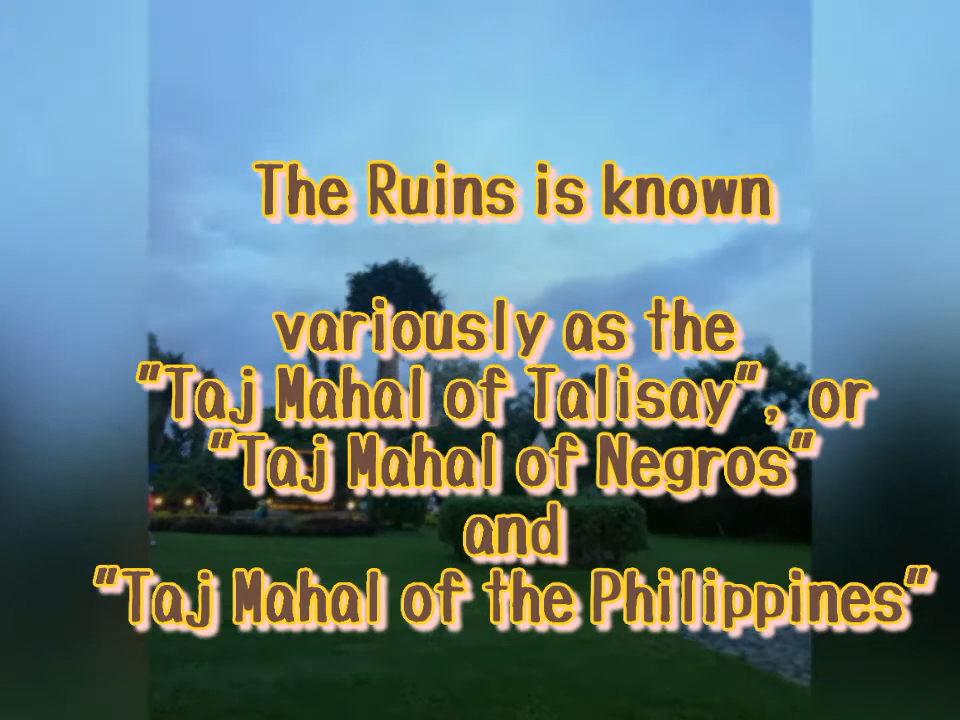 The Ruins is known
variously as the
"Taj Mahal of Talisay", or
"Taj Mahal of Negros"
and
"Taj Mahal of the Philippines"